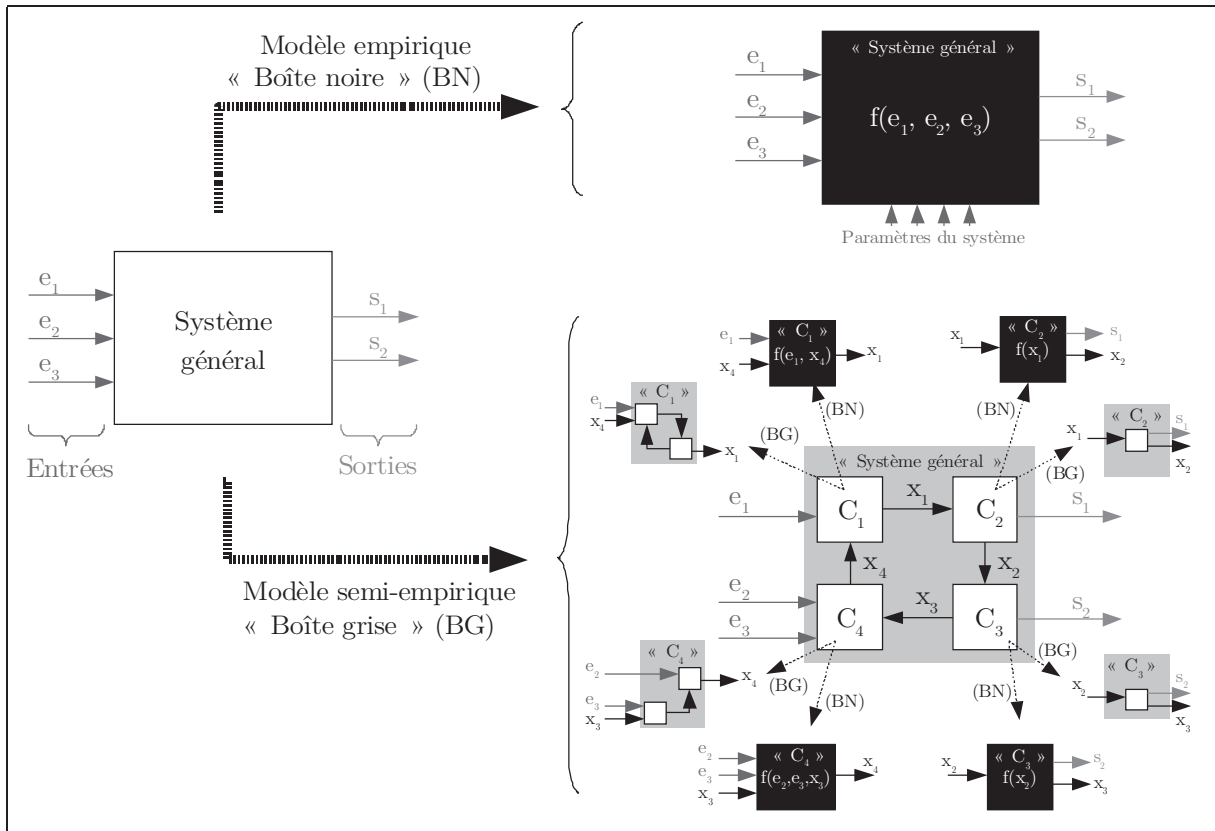 Modèle empirique
« Boîte noire » (BN)
« Système général »
e₁
e₂
e₃
f(e₁, e₂, e₃)
s₁
s₂
Paramètres du système
e₁
e₂
e₃
Système
général
s₁
s₂
Entrées
Sorties
Modèle semi-empirique
« Boîte grise » (BG)
« C₁ »
e₁
x₄
f(e₁, x₄)
x₁
(BN)
« C₂ »
x₁
f(x₁)
s₁
x₂
(BN)
« C₁ »
e₁
x₄
x₁
(BG)
« C₂ »
x₁
s₁
x₂
(BG)
« Système général »
e₁
C₁
x₁
C₂
s₁
x₄
x₂
e₂
e₃
C₄
x₃
C₃
s₂
« C₄ »
e₂
e₃
x₃
x₄
(BG)
(BN)
« C₃ »
x₂
s₂
x₃
(BG)
(BN)
« C₄ »
e₂
e₃
x₃
f(e₂,e₃,x₃)
x₄
« C₃ »
x₂
f(x₂)
s₂
x₃